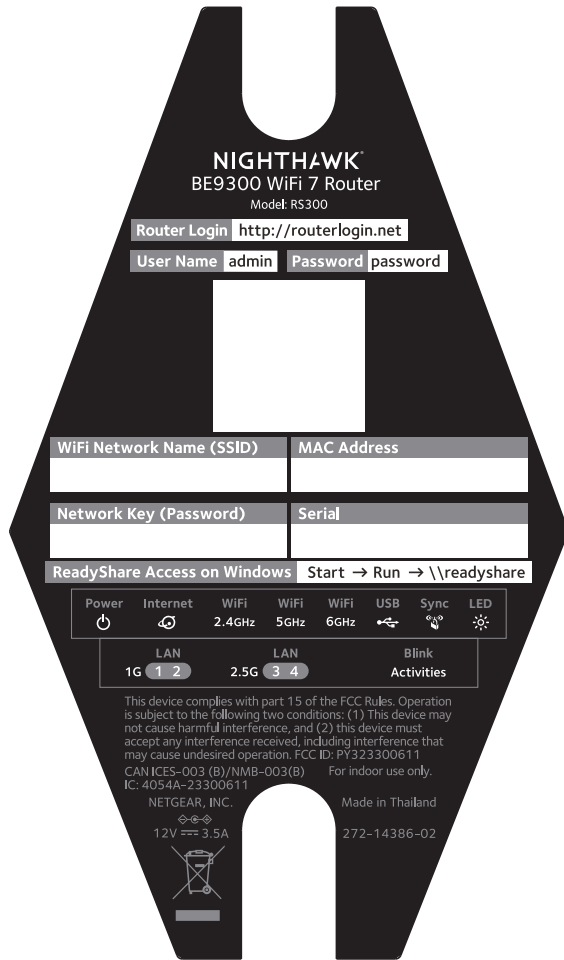 NIGHTHAWK
BE9300 WiFi 7 Router
Model: RS300
Router Login http://routerlogin.net
User Name admin Password password
WiFi Network Name (SSID) MAC Address
Network Key (Password) Serial
ReadyShare Access on Windows Start → Run → \\readyshare
Power Internet WiFi WiFi WiFi USB Sync LED
2.4GHz 5GHz 6GHz
LAN LAN Blink
1G 1 2 2.5G 3 4 Activities
This device complies with part 15 of the FCC Rules. Operation
is subject to the following two conditions: (1) This device may
not cause harmful interference, and (2) this device must
accept any interference received, including interference that
may cause undesired operation. FCC ID: PY323300611
CAN ICES-003 (B)/NMB-003(B) For indoor use only.
IC: 4054A-23300611
NETGEAR, INC. Made in Thailand
12V ⎓ 3.5A 272-14386-02